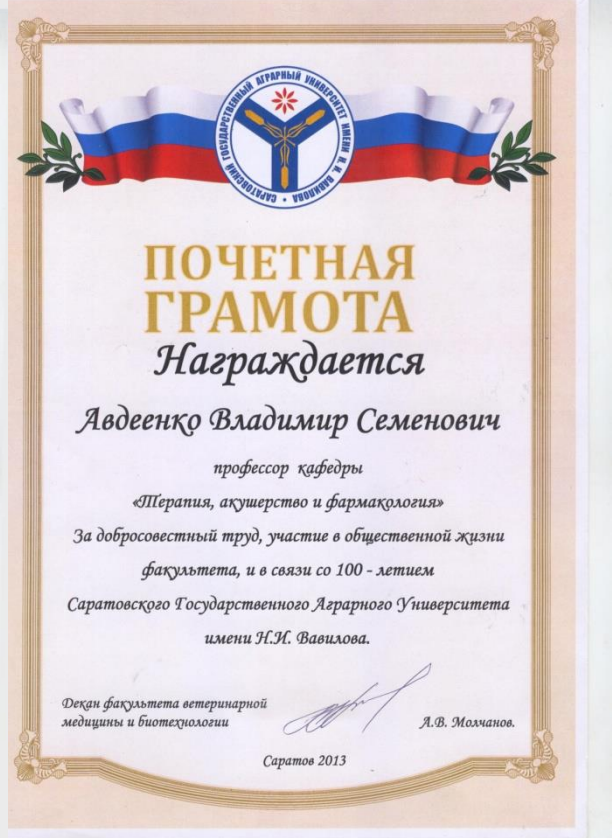 САРАТОВСКИЙ ГОСУДАРСТВЕННЫЙ АГРАРНЫЙ УНИВЕРСИТЕТ ИМЕНИ Н. И. ВАВИЛОВА •
ПОЧЕТНАЯ
ГРАМОТА
Награждается
Авдеенко Владимир Семенович
профессор кафедры
«Терапия, акушерство и фармакология»
За добросовестный труд, участие в общественной жизни
факультета, и в связи со 100 - летием
Саратовского Государственного Аграрного Университета
имени Н.И. Вавилова.
Декан факультета ветеринарной
медицины и биотехнологии
А.В. Молчанов.
Саратов 2013